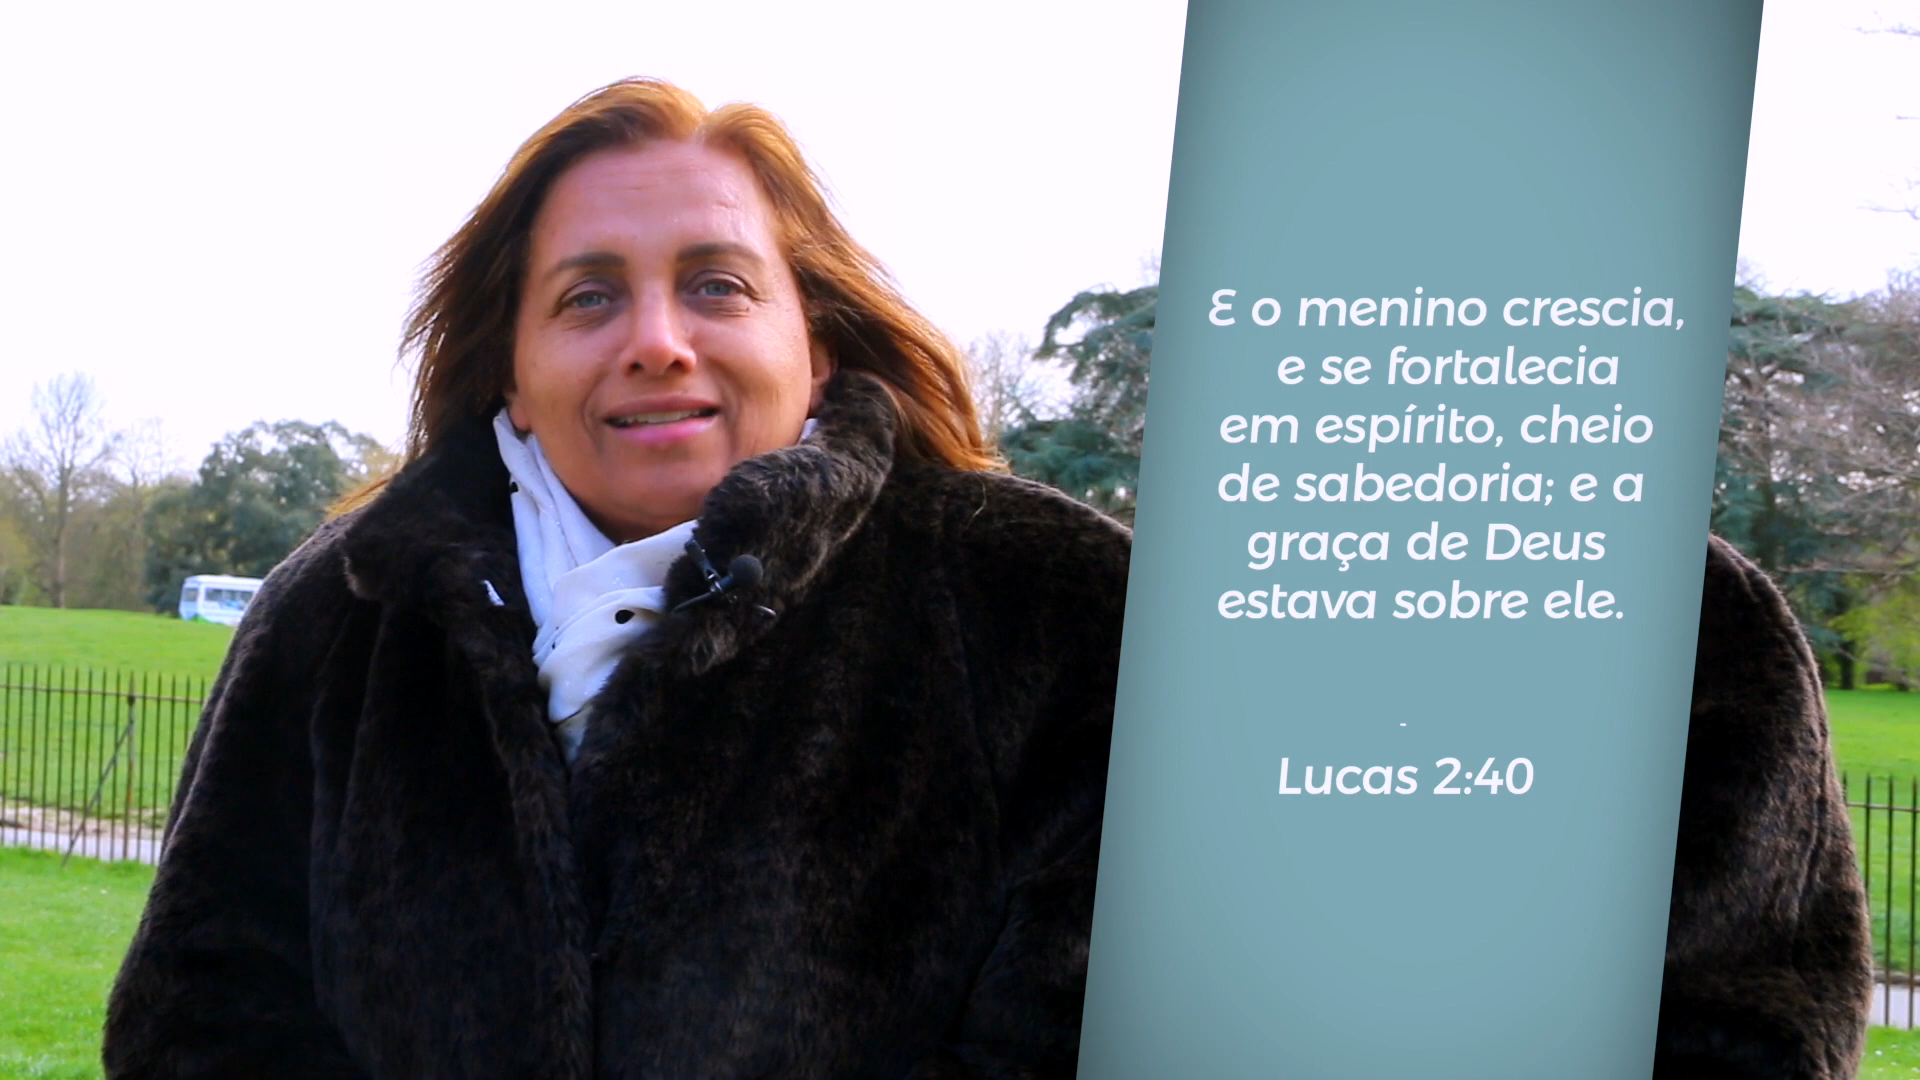 E o menino crescia,
e se fortalecia
em espírito, cheio
de sabedoria; e a
graça de Deus
estava sobre ele.
-
Lucas 2:40